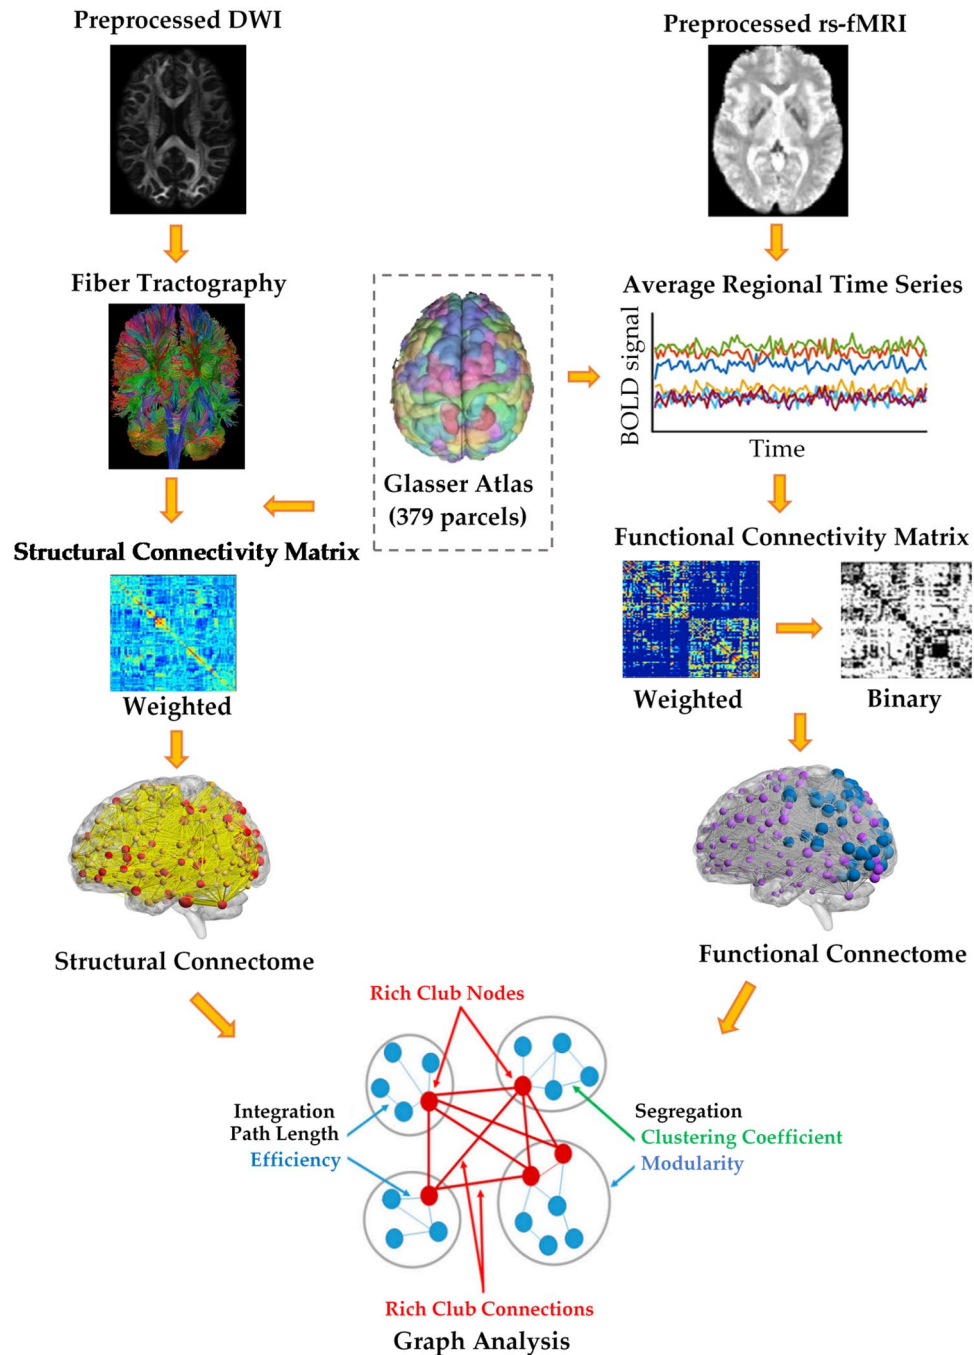 Preprocessed DWI
Preprocessed rs-fMRI
Fiber Tractography
Average Regional Time Series
BOLD signal
Time
Glasser Atlas
(379 parcels)
Structural Connectivity Matrix
Weighted
Functional Connectivity Matrix
Weighted
Binary
Structural Connectome
Functional Connectome
Rich Club Nodes
Integration
Path Length
Efficiency
Segregation
Clustering Coefficient
Modularity
Rich Club Connections
Graph Analysis